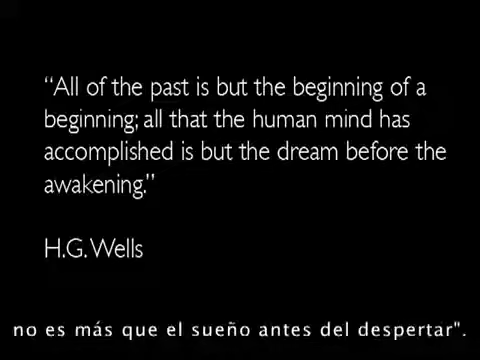 “All of the past is but the beginning of a
beginning; all that the human mind has
accomplished is but the dream before the
awakening.”
H.G. Wells
no es más que el sueño antes del despertar".